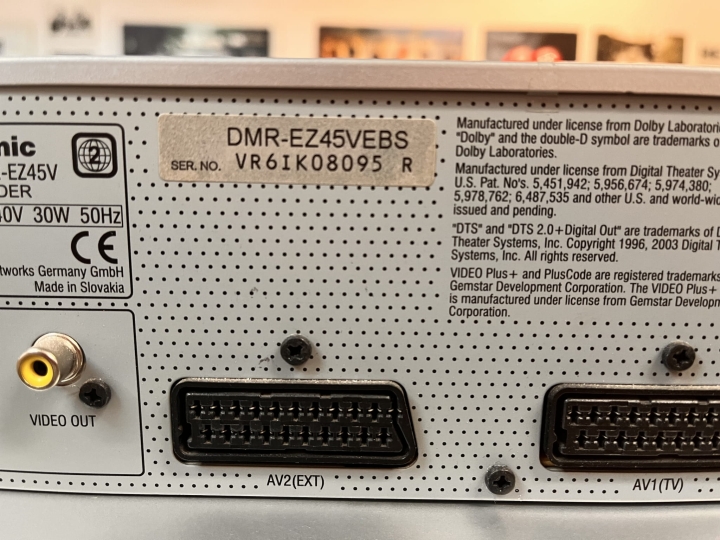 nic
2
-EZ45V
DER
40V 30W 50Hz
CE
tworks Germany GmbH
Made in Slovakia
DMR-EZ45VEBS
SER. NO. VR6IK08095 R
Manufactured under license from Dolby Laboratori
"Dolby" and the double-D symbol are trademarks o
Dolby Laboratories.
Manufactured under license from Digital Theater Sy
U.S. Pat. No's. 5,451,942; 5,956,674; 5,974,380;
5,978,762; 6,487,535 and other U.S. and world-wid
issued and pending.
"DTS" and "DTS 2.0+Digital Out" are trademarks of D
Theater Systems, Inc. Copyright 1996, 2003 Digital T
Systems, Inc. All rights reserved.
VIDEO Plus+ and PlusCode are registered trademarks
Gemstar Development Corporation. The VIDEO Plus+
is manufactured under license from Gemstar Develop
Corporation.
VIDEO OUT
AV2(EXT)
AV1(TV)